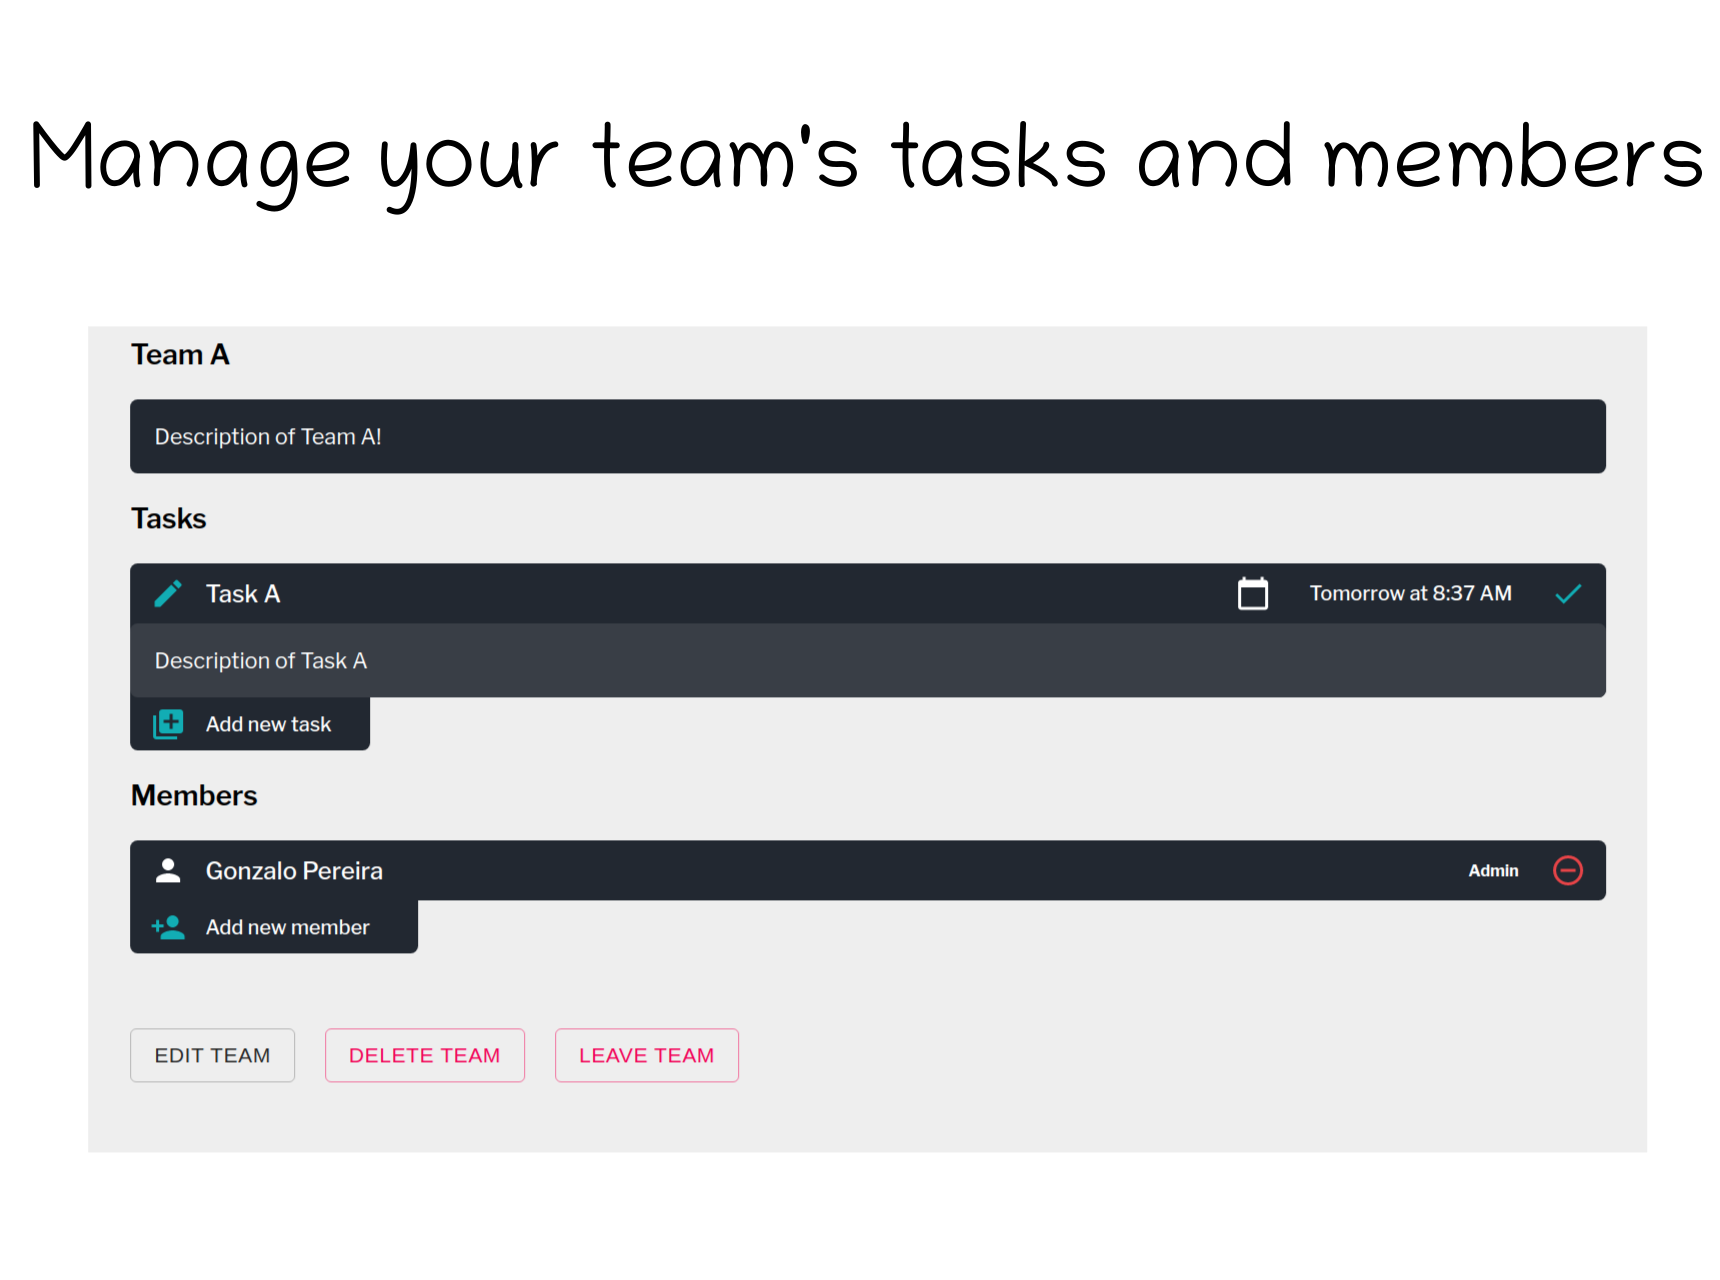 Manage your team's tasks and members
Team A
Description of Team A!
Tasks
Task A Tomorrow at 8:37 AM
Description of Task A
Add new task
Members
Gonzalo Pereira Admin
Add new member
EDIT TEAM DELETE TEAM LEAVE TEAM